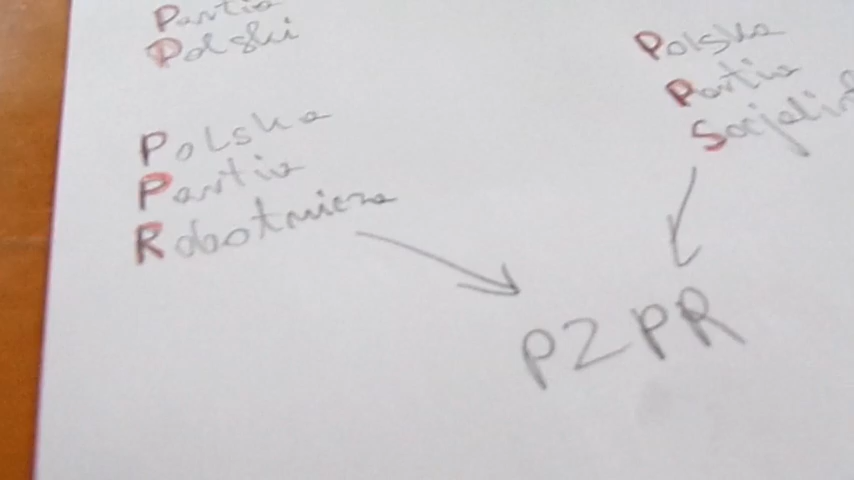 Partia
Polski
Polska
Partia
Robotnicza
Polska
Partia
PZPR